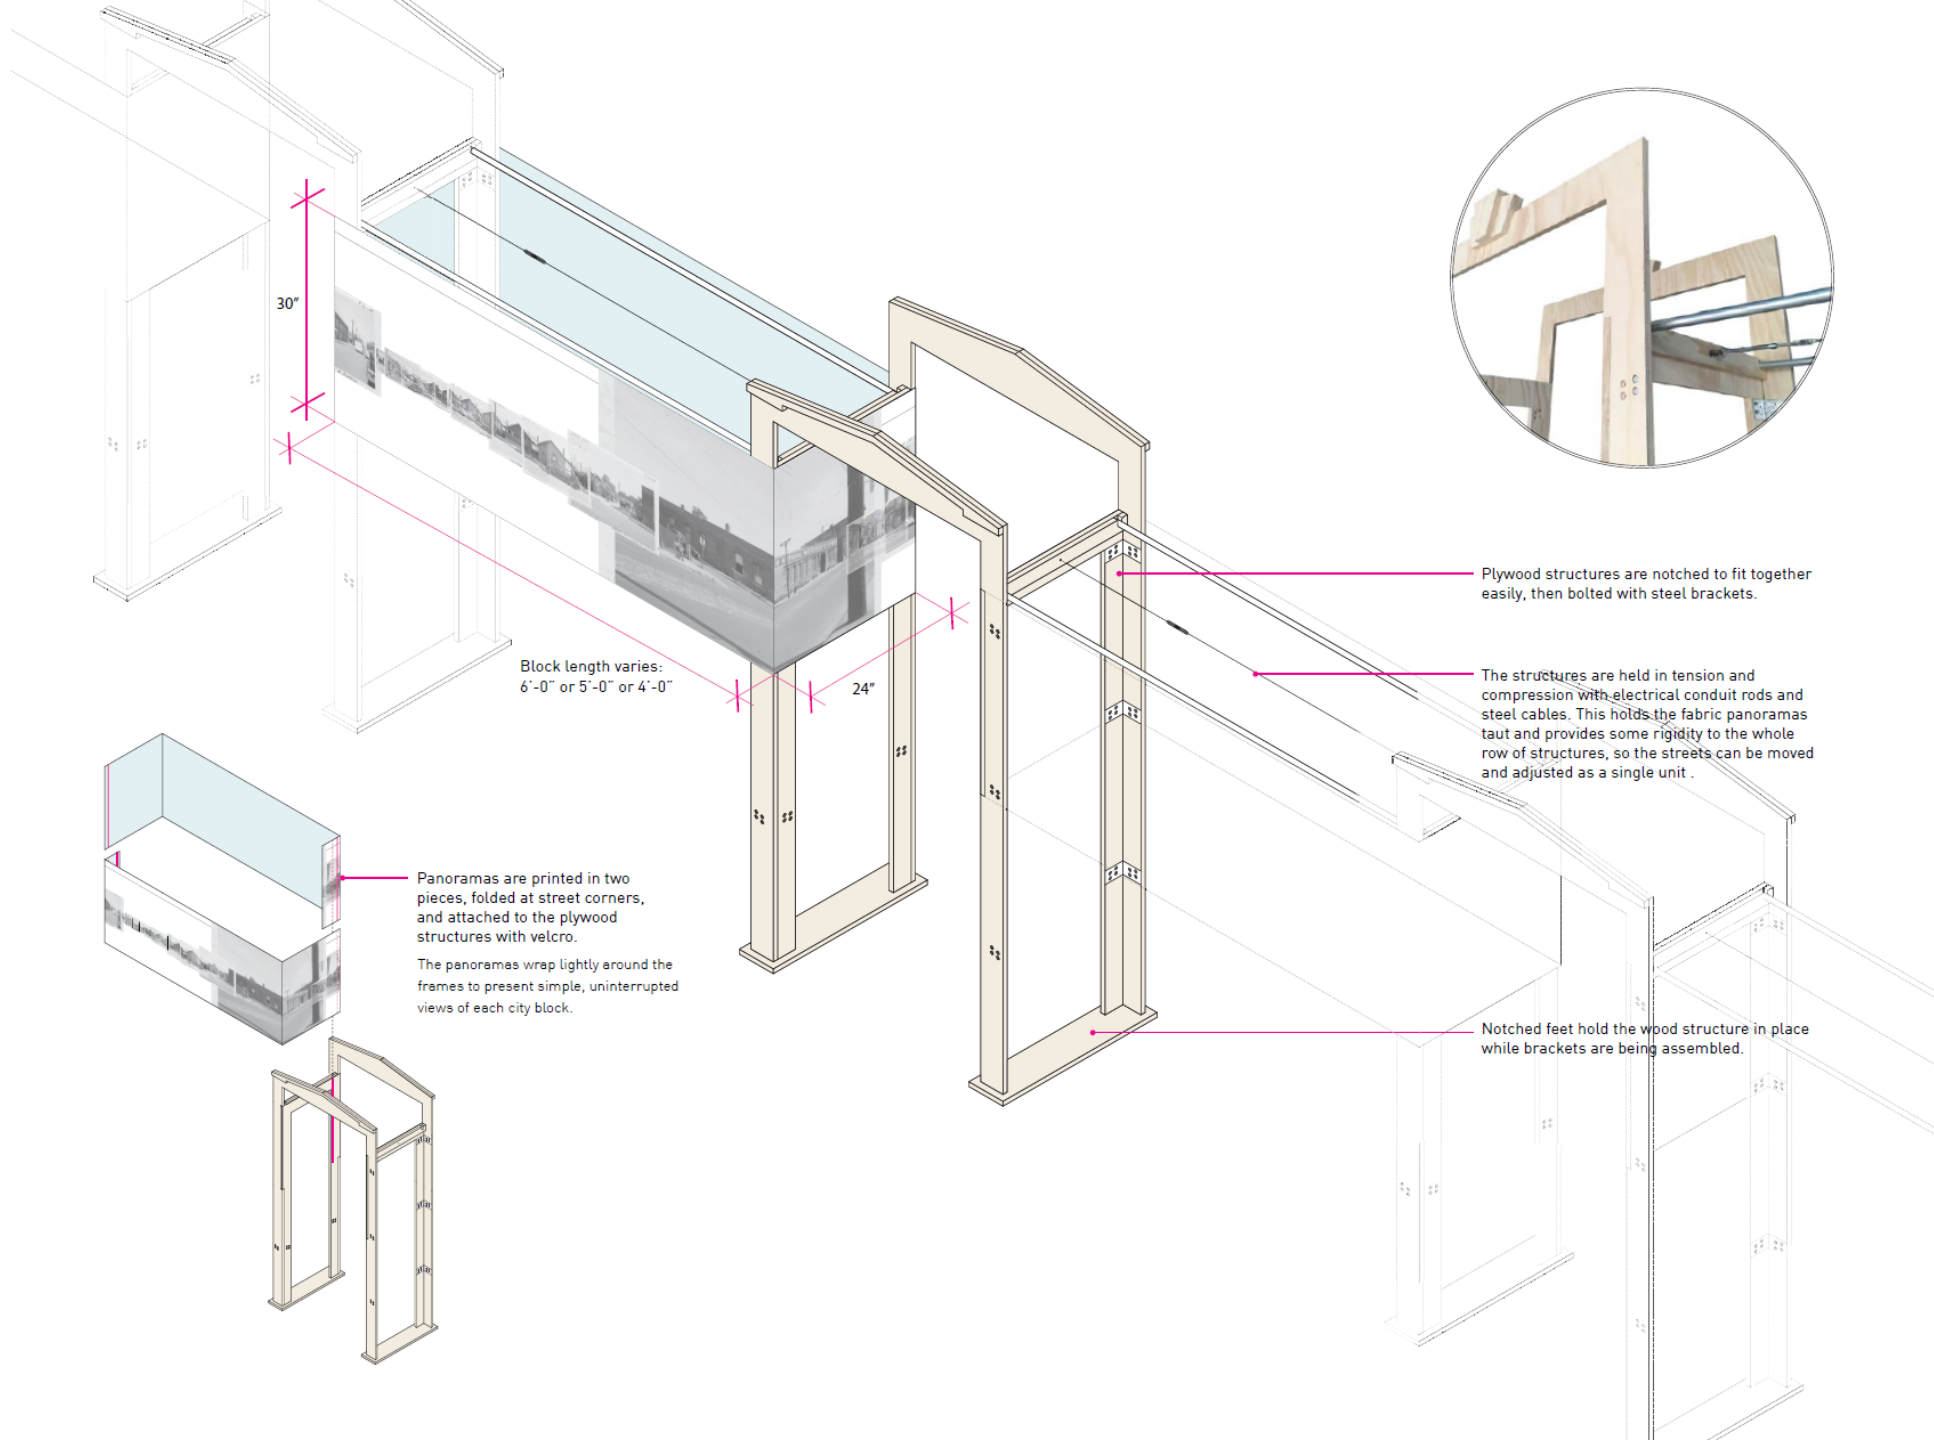 30"
Block length varies:
6'-0" or 5'-0" or 4'-0"
24"
Plywood structures are notched to fit together
easily, then bolted with steel brackets.
The structures are held in tension and
compression with electrical conduit rods and
steel cables. This holds the fabric panoramas
taut and provides some rigidity to the whole
row of structures, so the streets can be moved
and adjusted as a single unit .
Panoramas are printed in two
pieces, folded at street corners,
and attached to the plywood
structures with velcro.
The panoramas wrap lightly around the
frames to present simple, uninterrupted
views of each city block.
Notched feet hold the wood structure in place
while brackets are being assembled.